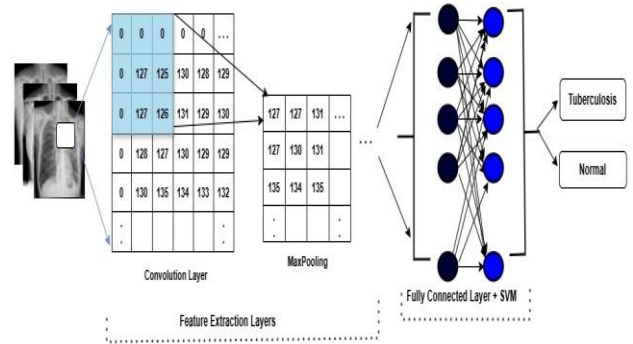 0 0 0 0 0 ...
0 127 125 130 128 129
0 127 126 131 129 130
0 128 127 130 129 129
0 130 135 134 133 132
: :
Convolution Layer
127 127 131 ...
127 130 131
135 134 135
: :
MaxPooling
...
Feature Extraction Layers
Fully Connected Layer + SVM
Tuberculosis
Normal